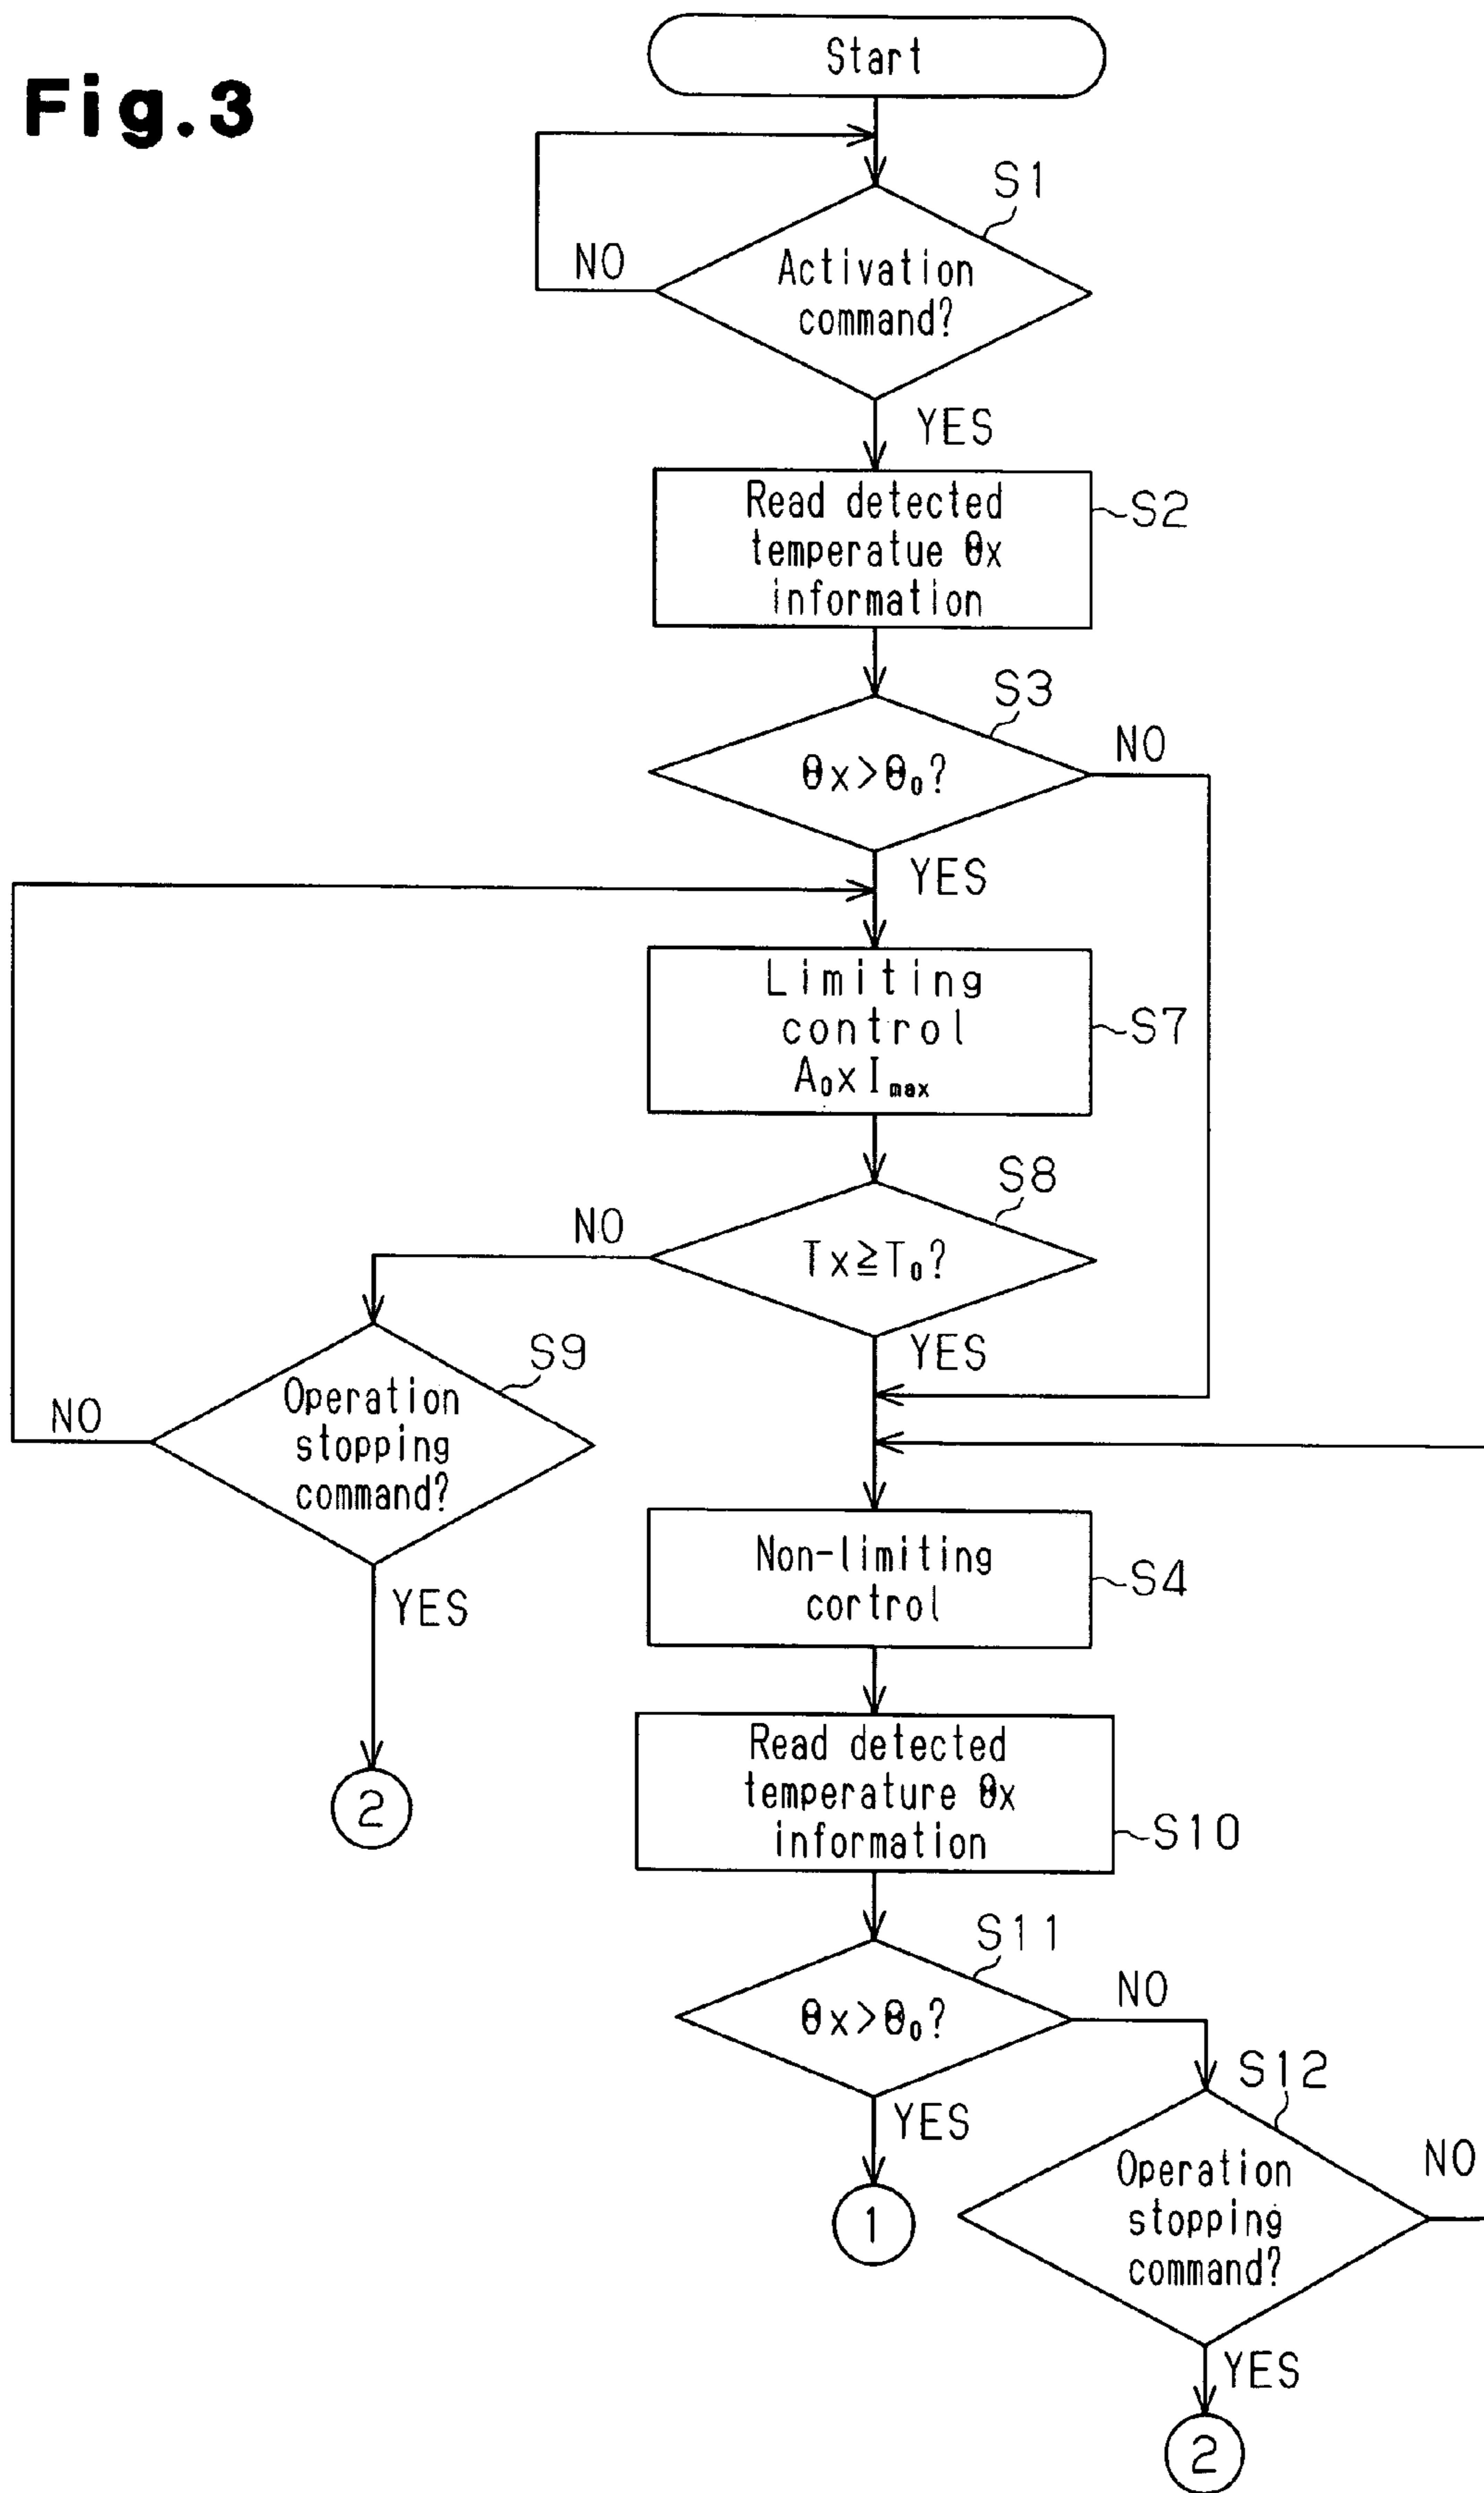 Fig.3
Start
S1
NO
Activation
command?
YES
Read detected
temperatue θx
information
S2
S3
NO
θx>θ₀?
YES
Limiting
control
A₀xImax
S7
S8
NO
Tx≧T₀?
YES
S9
Operation
stopping
command?
NO
YES
2
Non-limiting
cortrol
S4
Read detected
temperature θx
information
S10
S11
NO
θx>θ₀?
YES
1
S12
Operation
stopping
command?
NO
YES
2